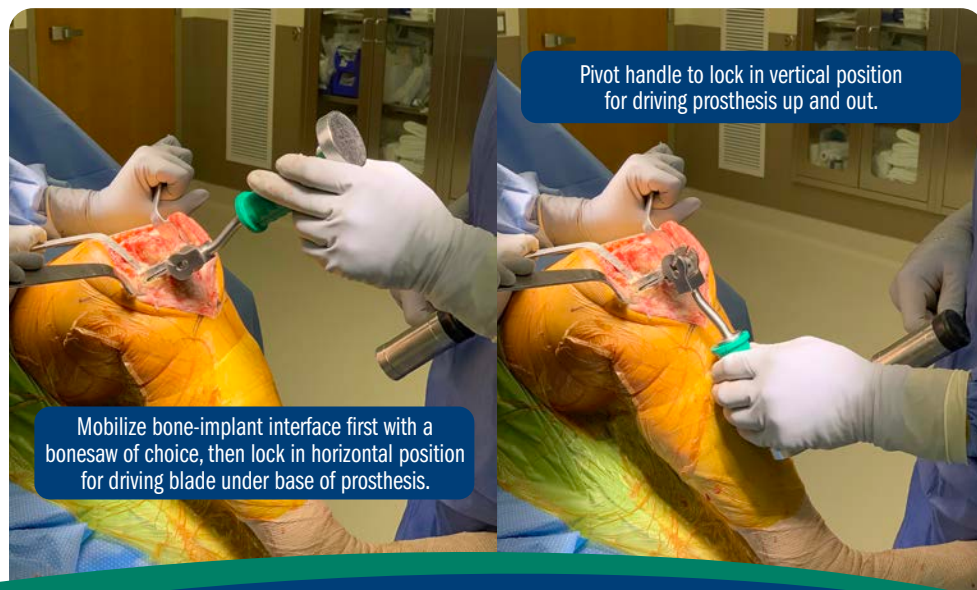 Mobilize bone-implant interface first with a
bonesaw of choice, then lock in horizontal position
for driving blade under base of prosthesis.
Pivot handle to lock in vertical position
for driving prosthesis up and out.